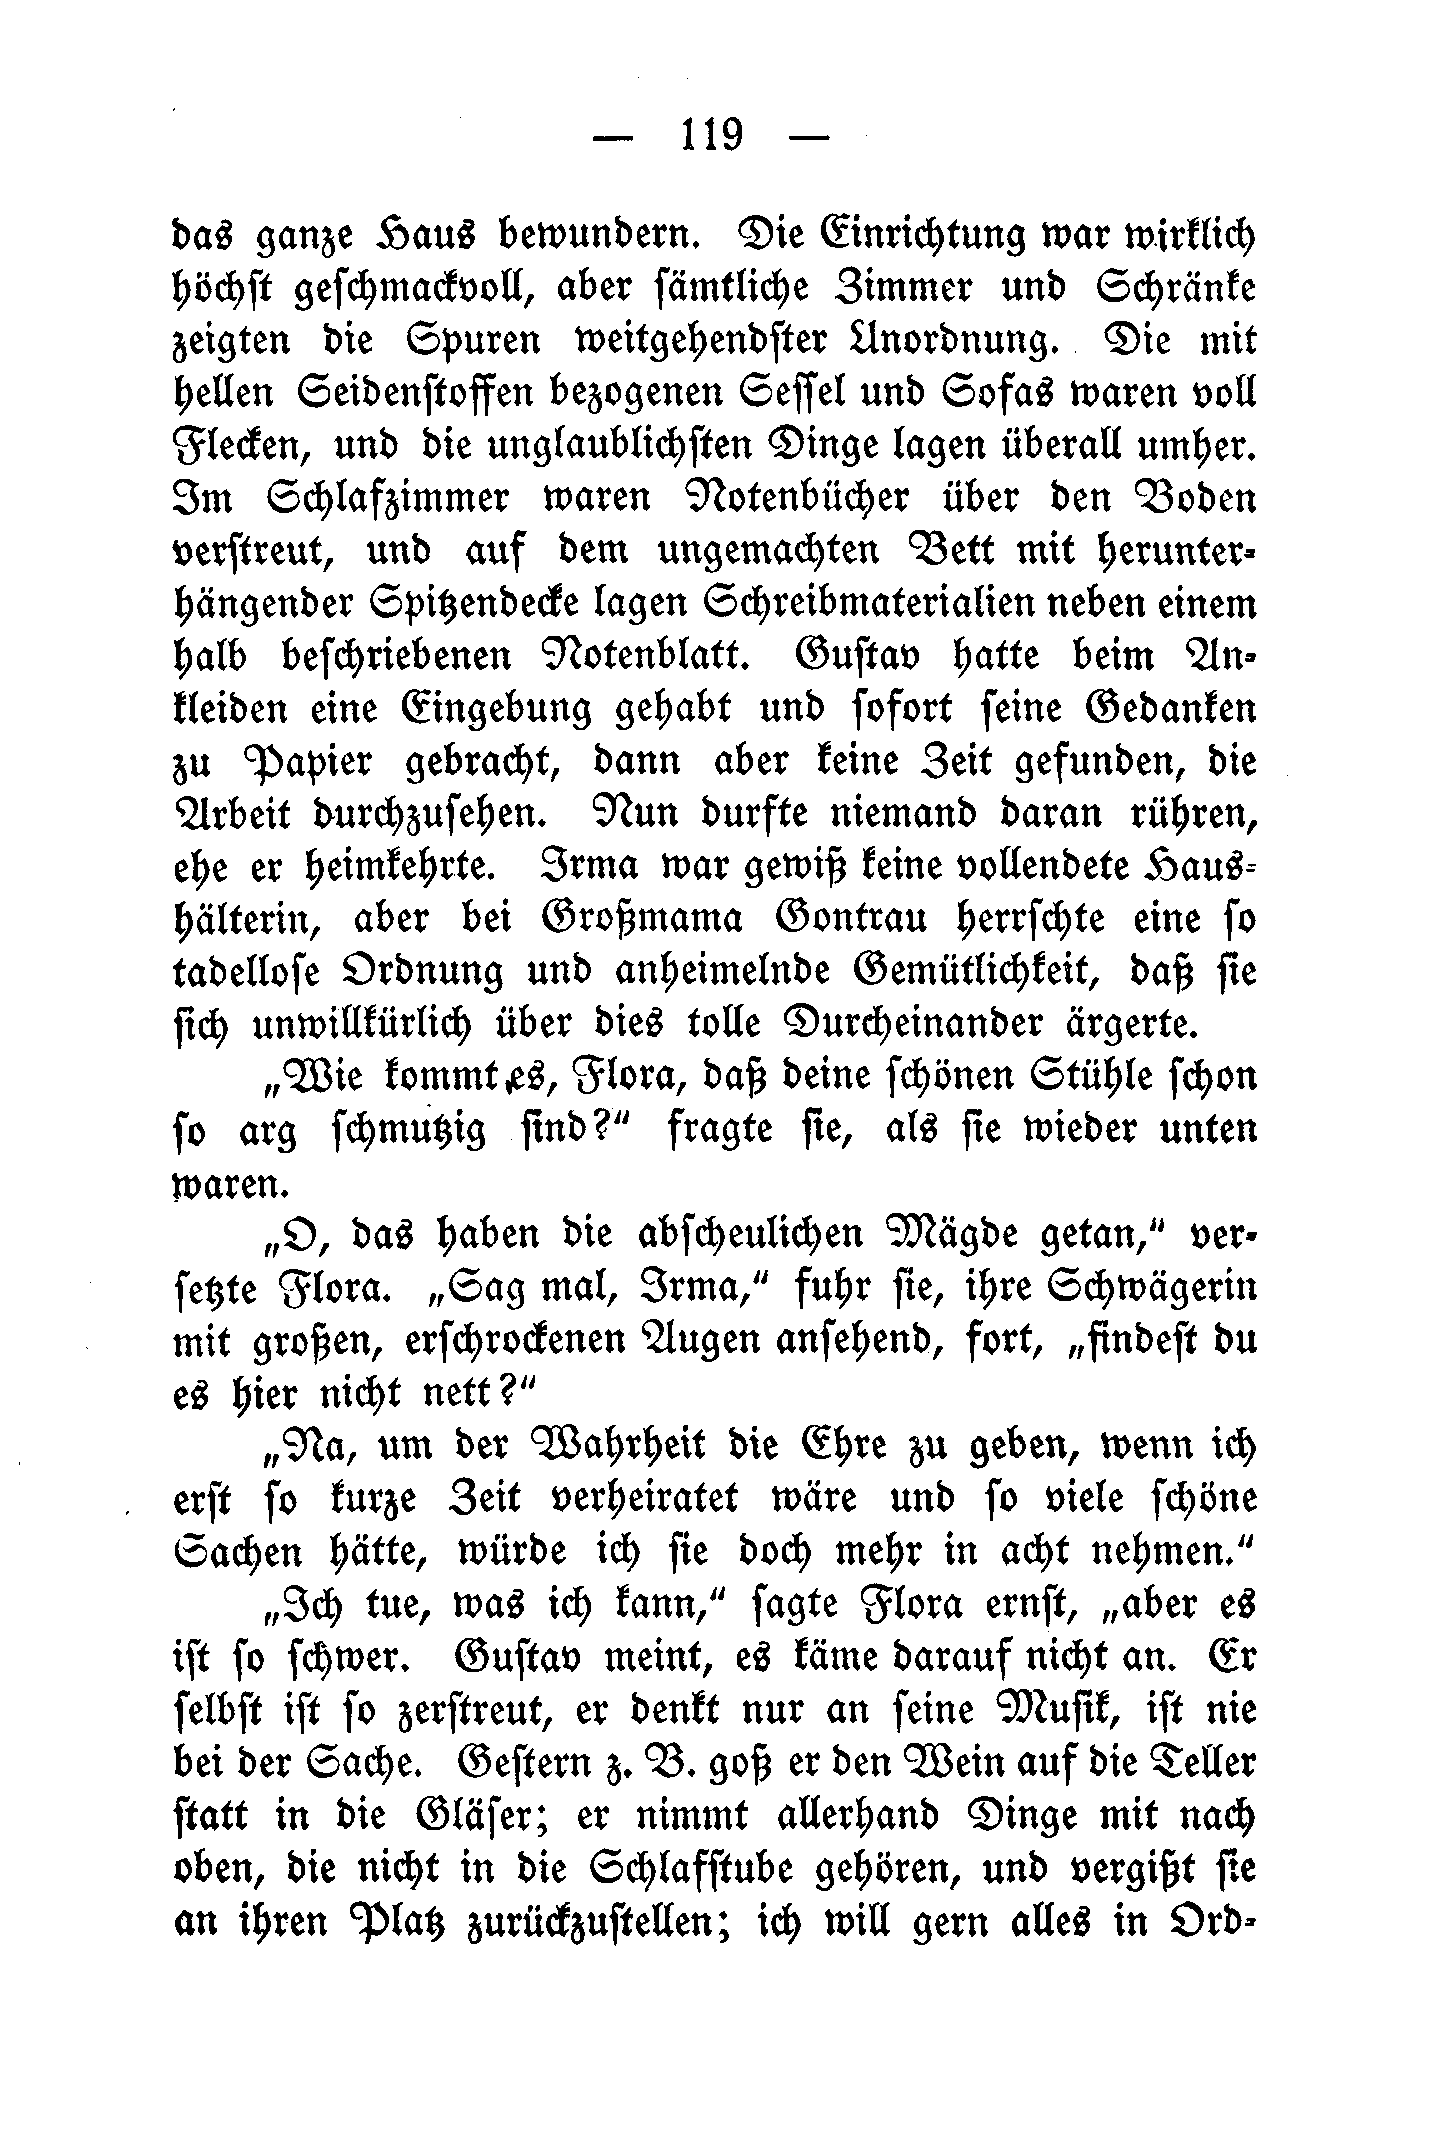 — 119 —
das ganze Haus bewundern. Die Einrichtung war wirklich
höchst geschmackvoll, aber sämtliche Zimmer und Schränke
zeigten die Spuren weitgehendster Unordnung. Die mit
hellen Seidenstoffen bezogenen Sessel und Sofas waren voll
Flecken, und die unglaublichsten Dinge lagen überall umher.
Im Schlafzimmer waren Notenbücher über den Boden
verstreut, und auf dem ungemachten Bett mit herunter-
hängender Spitzendecke lagen Schreibmaterialien neben einem
halb beschriebenen Notenblatt. Gustav hatte beim An-
kleiden eine Eingebung gehabt und sofort seine Gedanken
zu Papier gebracht, dann aber keine Zeit gefunden, die
Arbeit durchzusehen. Nun durfte niemand daran rühren,
ehe er heimkehrte. Irma war gewiß keine vollendete Haus-
hälterin, aber bei Großmama Gontrau herrschte eine so
tadellose Ordnung und anheimelnde Gemütlichkeit, daß sie
sich unwillkürlich über dies tolle Durcheinander ärgerte.
„Wie kommt es, Flora, daß deine schönen Stühle schon
so arg schmutzig sind?“ fragte sie, als sie wieder unten
waren.
„O, das haben die abscheulichen Mägde getan,“ ver-
setzte Flora. „Sag mal, Irma,“ fuhr sie, ihre Schwägerin
mit großen, erschrockenen Augen ansehend, fort, „findest du
es hier nicht nett?“
„Na, um der Wahrheit die Ehre zu geben, wenn ich
erst so kurze Zeit verheiratet wäre und so viele schöne
Sachen hätte, würde ich sie doch mehr in acht nehmen.“
„Ich tue, was ich kann,“ sagte Flora ernst, „aber es
ist so schwer. Gustav meint, es käme darauf nicht an. Er
selbst ist so zerstreut, er denkt nur an seine Musik, ist nie
bei der Sache. Gestern z. B. goß er den Wein auf die Teller
statt in die Gläser; er nimmt allerhand Dinge mit nach
oben, die nicht in die Schlafstube gehören, und vergißt sie
an ihren Platz zurückzustellen; ich will gern alles in Ord-